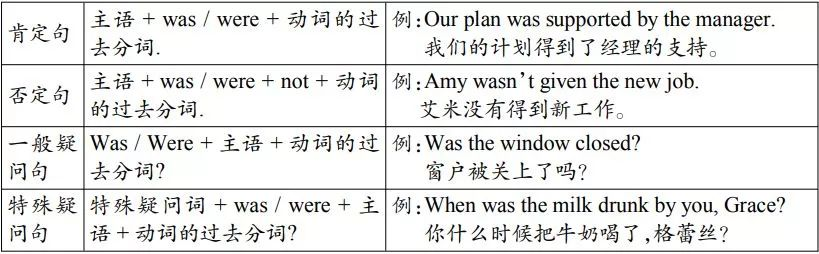 肯定句
主语 + was / were + 动词的过
去分词.
例:Our plan was supported by the manager.
我们的计划得到了经理的支持。
否定句
主语 + was / were + not + 动词
的过去分词.
例:Amy wasn’t given the new job.
艾米没有得到新工作。
一般疑
问句
Was / Were + 主语 + 动词的过
去分词?
例:Was the window closed?
窗户被关上了吗?
特殊疑
问句
特殊疑问词 + was / were + 主
语 + 动词的过去分词?
例:When was the milk drunk by you, Grace?
你什么时候把牛奶喝了,格蕾丝?